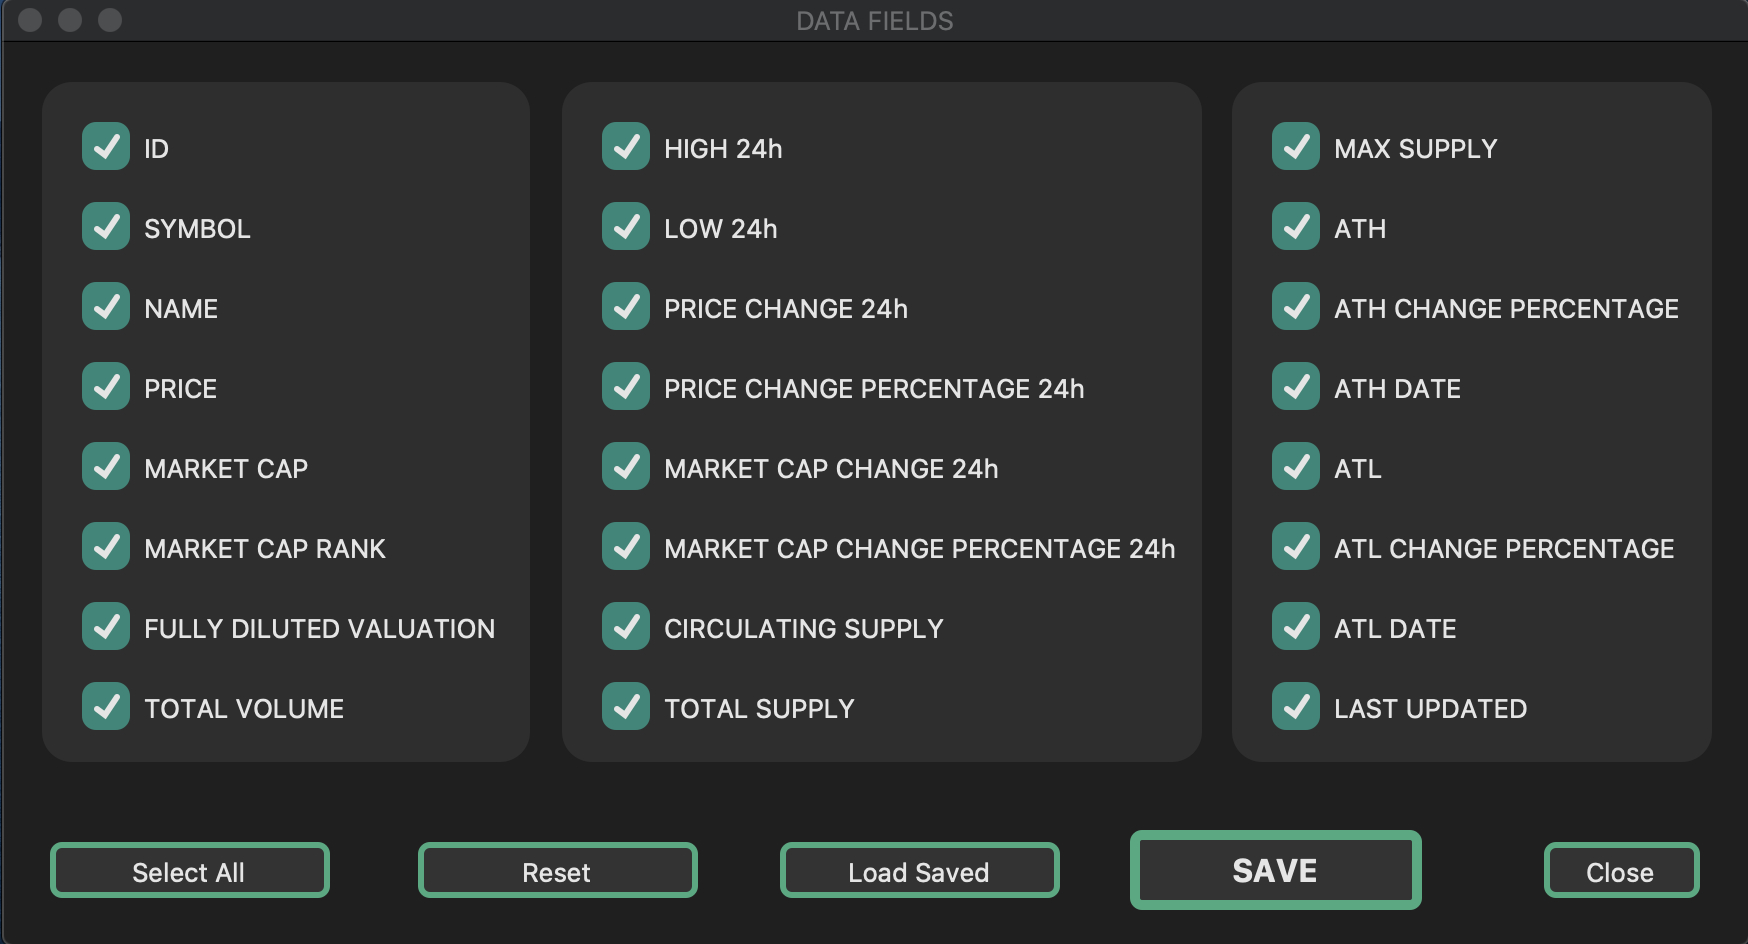 DATA FIELDS
ID
SYMBOL
NAME
PRICE
MARKET CAP
MARKET CAP RANK
FULLY DILUTED VALUATION
TOTAL VOLUME
HIGH 24h
LOW 24h
PRICE CHANGE 24h
PRICE CHANGE PERCENTAGE 24h
MARKET CAP CHANGE 24h
MARKET CAP CHANGE PERCENTAGE 24h
CIRCULATING SUPPLY
TOTAL SUPPLY
MAX SUPPLY
ATH
ATH CHANGE PERCENTAGE
ATH DATE
ATL
ATL CHANGE PERCENTAGE
ATL DATE
LAST UPDATED
Select All
Reset
Load Saved
SAVE
Close